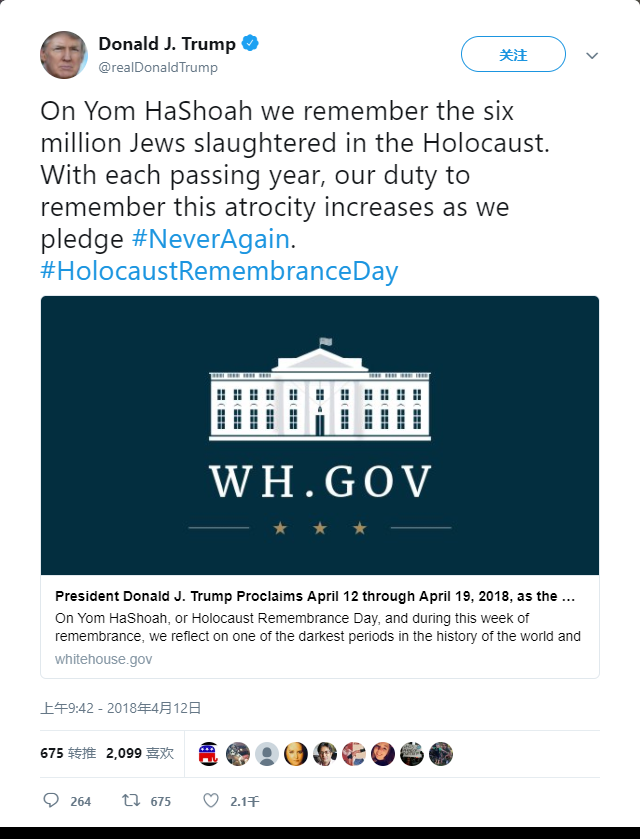 Donald J. Trump
@realDonaldTrump
关注
On Yom HaShoah we remember the six
million Jews slaughtered in the Holocaust.
With each passing year, our duty to
remember this atrocity increases as we
pledge #NeverAgain.
#HolocaustRemembranceDay
WH.GOV
President Donald J. Trump Proclaims April 12 through April 19, 2018, as the ...
On Yom HaShoah, or Holocaust Remembrance Day, and during this week of
remembrance, we reflect on one of the darkest periods in the history of the world and
whitehouse.gov
上午9:42 - 2018年4月12日
675 转推 2,099 喜欢
264 675 2.1千